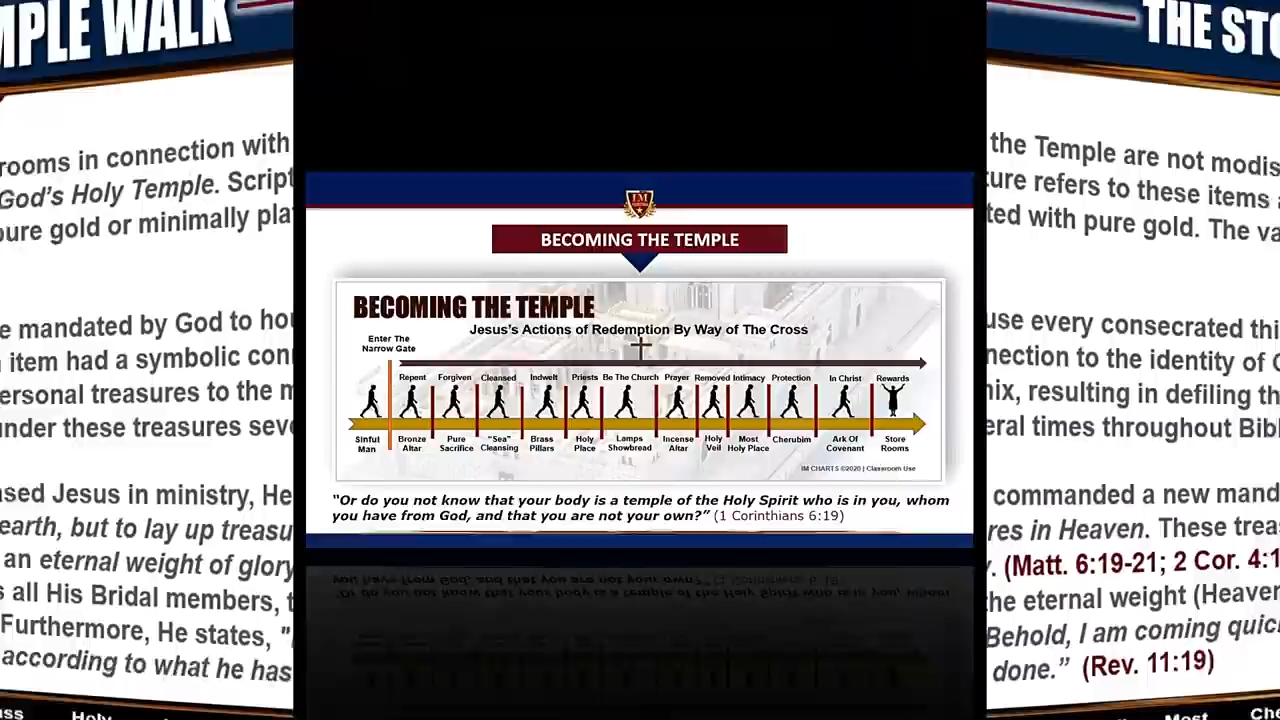 MPLE WALK
rooms in connection with
God's Holy Temple. Script
pure gold or minimally pla
e mandated by God to hou
item had a symbolic con
ersonal treasures to the m
under these treasures seve
ased Jesus in ministry, He
earth, but to lay up treasu
an eternal weight of glory
s all His Bridal members, t
Furthermore, He states, "
according to what he has
Holy
IM
BECOMING THE TEMPLE
BECOMING THE TEMPLE
Jesus's Actions of Redemption By Way of The Cross
Enter The
Narrow Gate
Repent Forgiven Cleansed Indwelt Priests Be The Church Prayer Removed Intimacy Protection In Christ Rewards
Sinful Bronze Pure "Sea" Brass Holy Lamps Incense Holy Most Cherubim Ark Of Store
Man Altar Sacrifice Cleansing Pillars Place Showbread Altar Veil Holy Place Covenant Rooms
IM CHARTS ©2020 | Classroom Use
"Or do you not know that your body is a temple of the Holy Spirit who is in you, whom
you have from God, and that you are not your own?" (1 Corinthians 6:19)
THE STO
the Temple are not modis
ture refers to these items a
ted with pure gold. The va
use every consecrated thi
nection to the identity of G
nix, resulting in defiling th
eral times throughout Bibl
commanded a new mand
res in Heaven. These trea
. (Matt. 6:19-21; 2 Cor. 4:1
the eternal weight (Heaven
Behold, I am coming quic
done." (Rev. 11:19)
Most Che